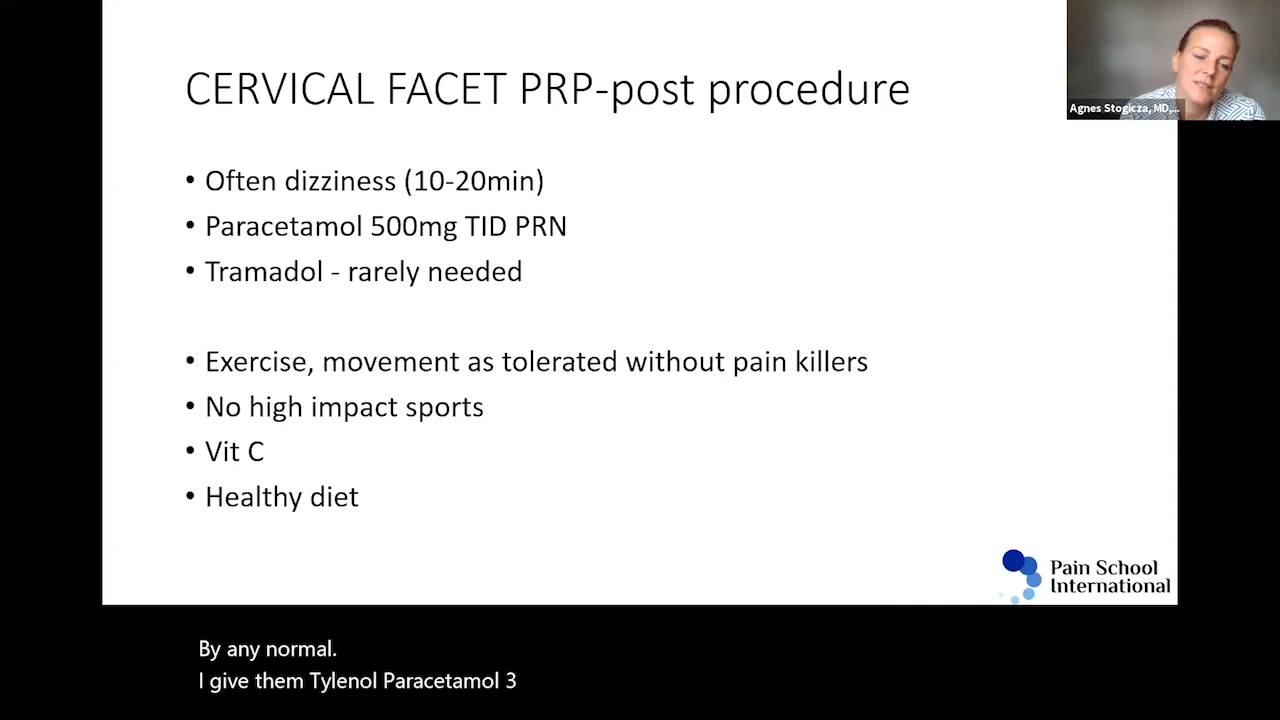 CERVICAL FACET PRP-post procedure
Agnes Stogicza, MD,...
• Often dizziness (10-20min)
• Paracetamol 500mg TID PRN
• Tramadol - rarely needed
• Exercise, movement as tolerated without pain killers
• No high impact sports
• Vit C
• Healthy diet
Pain School
International
By any normal.
I give them Tylenol Paracetamol 3